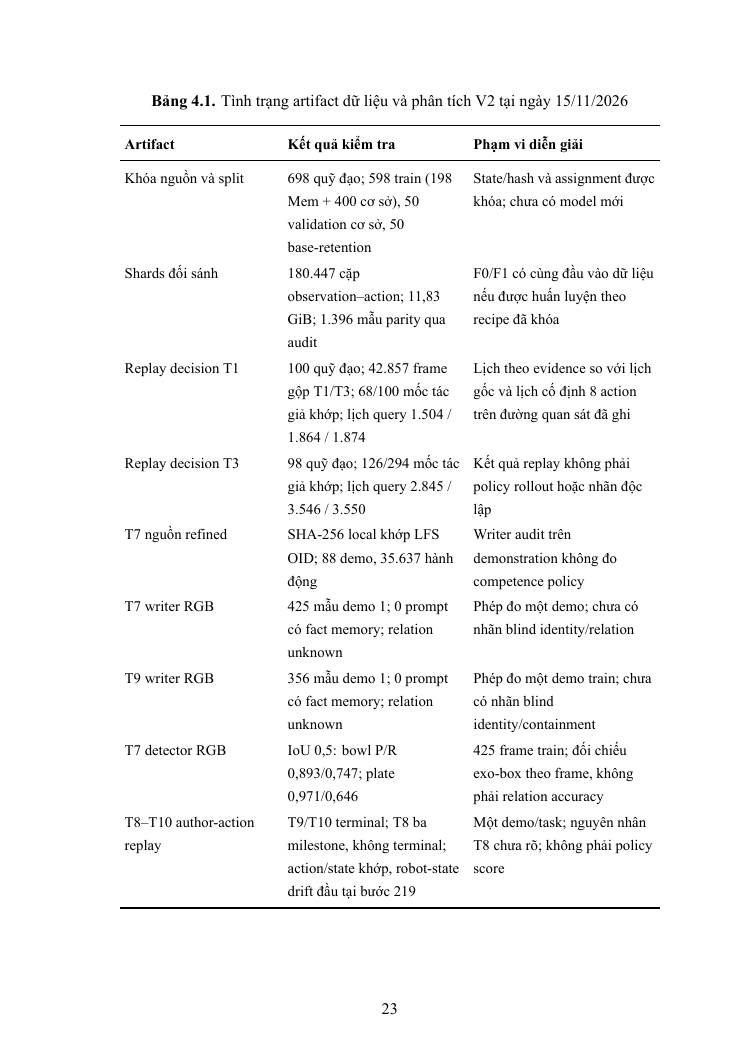 Bảng 4.1. Tình trạng artifact dữ liệu và phân tích V2 tại ngày 15/11/2026
Artifact Kết quả kiểm tra Phạm vi diễn giải
Khóa nguồn và split 698 quỹ đạo; 598 train (198 State/hash và assignment được
Mem + 400 cơ sở), 50 khóa; chưa có model mới
validation cơ sở, 50
base-retention
Shards đối sánh 180.447 cặp F0/F1 có cùng đầu vào dữ liệu
observation–action; 11,83 nếu được huấn luyện theo
GiB; 1.396 mẫu parity qua recipe đã khóa
audit
Replay decision T1 100 quỹ đạo; 42.857 frame Lịch theo evidence so với lịch
gộp T1/T3; 68/100 mốc tác gốc và lịch cố định 8 action
giả khớp; lịch query 1.504 / trên đường quan sát đã ghi
1.864 / 1.874
Replay decision T3 98 quỹ đạo; 126/294 mốc tác Kết quả replay không phải
giả khớp; lịch query 2.845 / policy rollout hoặc nhãn độc
3.546 / 3.550 lập
T7 nguồn refined SHA-256 local khớp LFS Writer audit trên
OID; 88 demo, 35.637 hành demonstration không đo
động competence policy
T7 writer RGB 425 mẫu demo 1; 0 prompt Phép đo một demo; chưa có
có fact memory; relation nhãn blind identity/relation
unknown
T9 writer RGB 356 mẫu demo 1; 0 prompt Phép đo một demo train; chưa
có fact memory; relation có nhãn blind
unknown identity/containment
T7 detector RGB IoU 0,5: bowl P/R 425 frame train; đối chiếu
0,893/0,747; plate exo-box theo frame, không
0,971/0,646 phải relation accuracy
T8–T10 author-action T9/T10 terminal; T8 ba Một demo/task; nguyên nhân
replay milestone, không terminal; T8 chưa rõ; không phải policy
action/state khớp, robot-state score
drift đầu tại bước 219
23